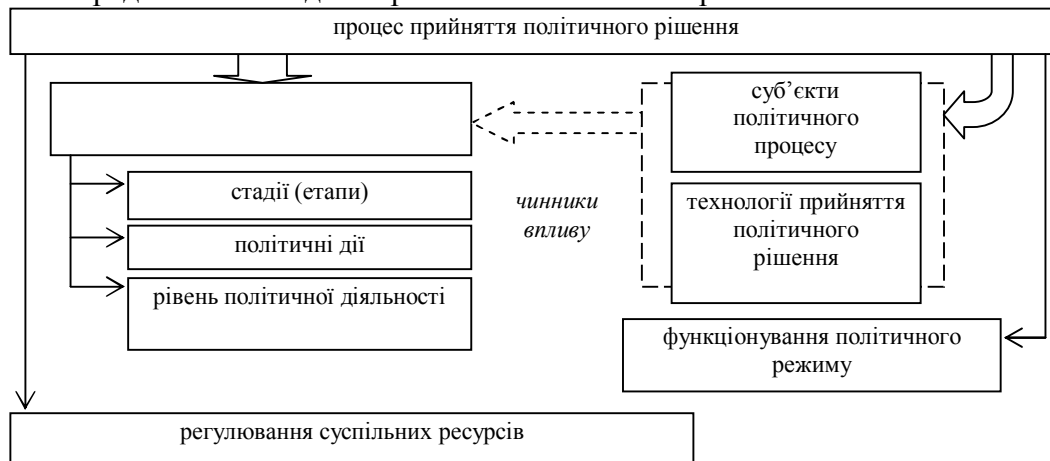 процес прийняття політичного рішення
суб’єкти
політичного
процесу
стадії (етапи)
політичні дії
рівень політичної діяльності
чинники
впливу
технології прийняття
політичного
рішення
функціонування політичного
режиму
регулювання суспільних ресурсів